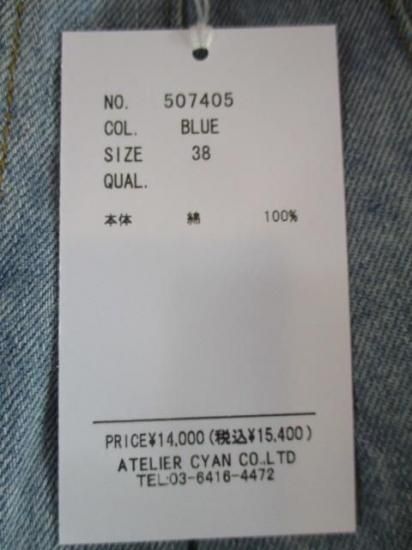 NO. 507405
COL. BLUE
SIZE 38
QUAL.
本体 綿 100%
PRICE¥14,000(税込¥15,400)
ATELIER CYAN CO.,LTD
TEL:03-6416-4472